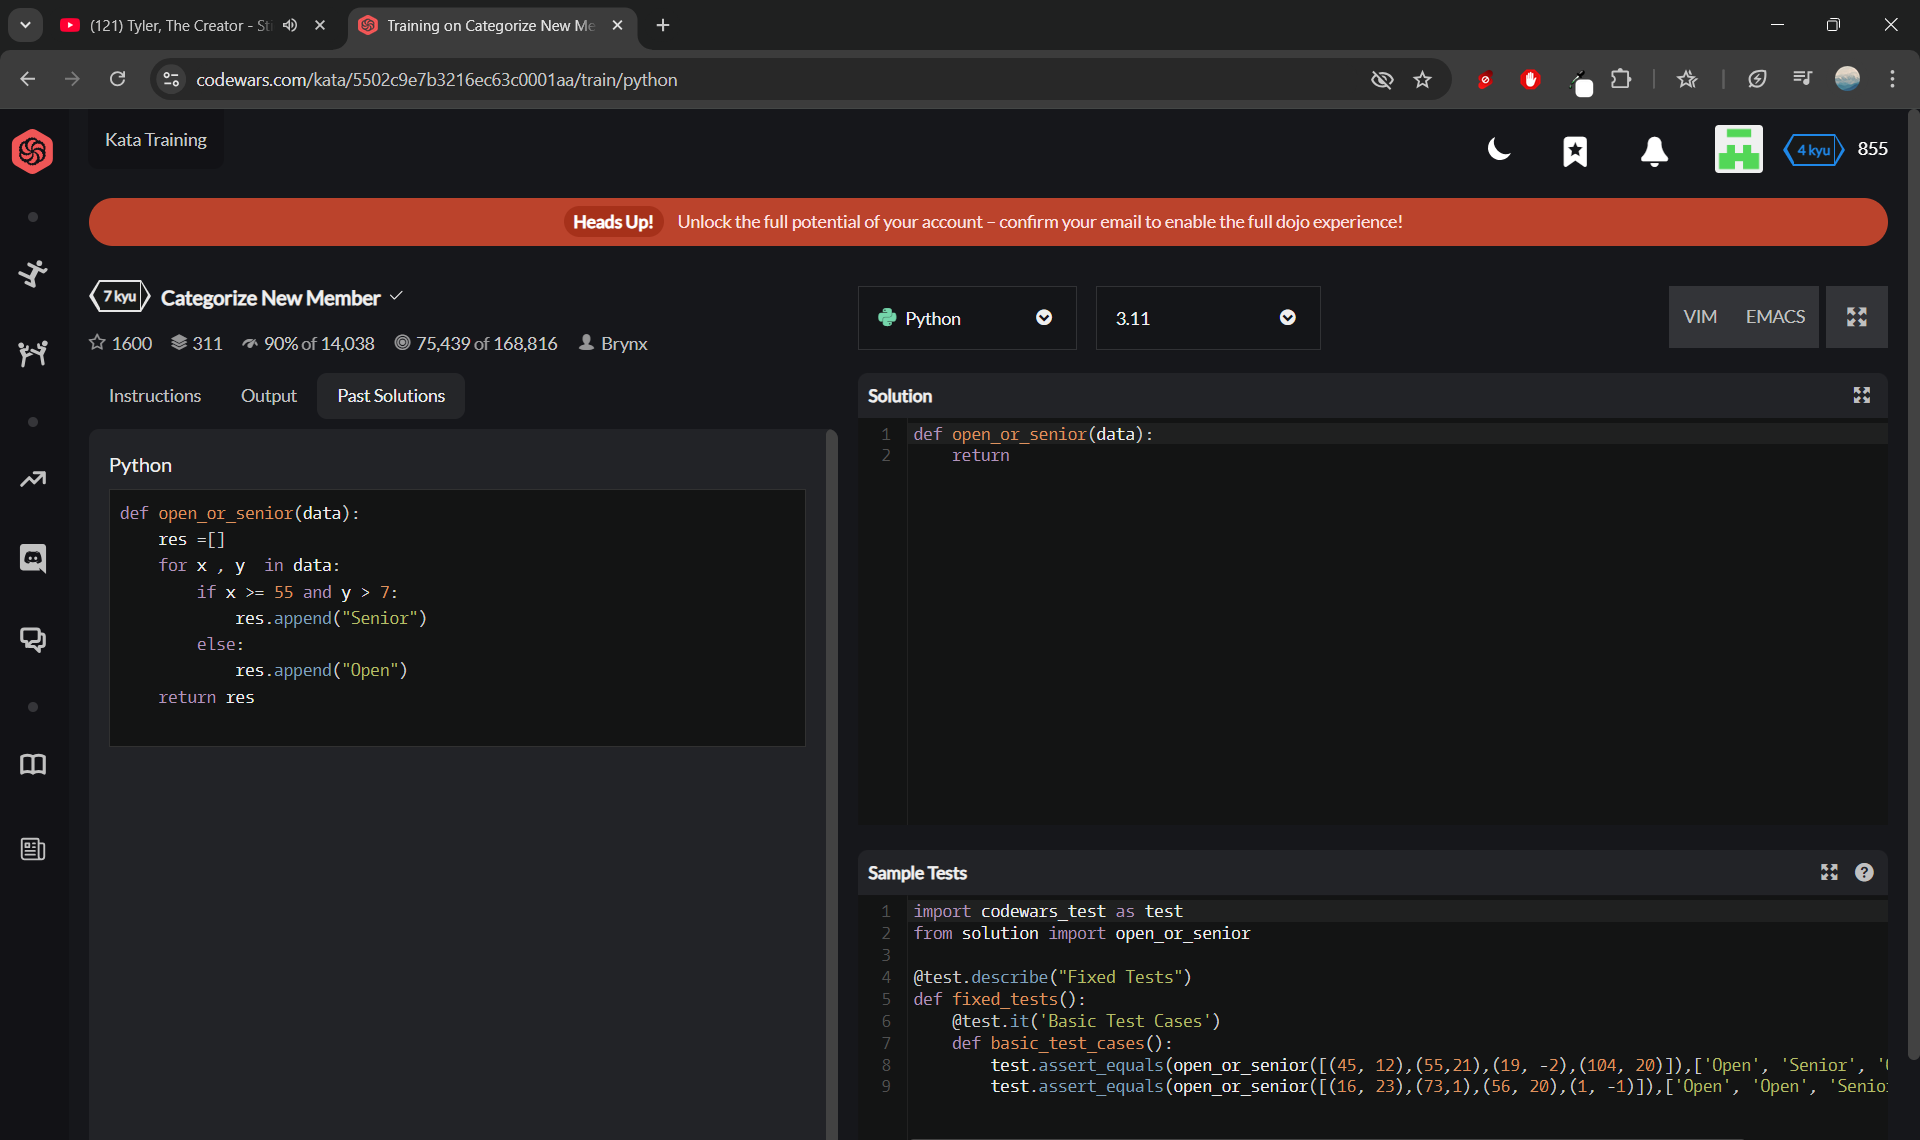 (121) Tyler, The Creator - St
Training on Categorize New Me
codewars.com/kata/5502c9e7b3216ec63c0001aa/train/python
Kata Training
4 kyu
855
Heads Up! Unlock the full potential of your account – confirm your email to enable the full dojo experience!
7 kyu
Categorize New Member
1600
311
90% of 14,038
75,439 of 168,816
Brynx
Python
3.11
VIM
EMACS
Instructions
Output
Past Solutions
Python
def open_or_senior(data):
    res =[]
    for x , y  in data:
        if x >= 55 and y > 7:
            res.append("Senior")
        else:
            res.append("Open")
    return res
Solution
1 def open_or_senior(data):
2     return
Sample Tests
?
1 import codewars_test as test
2 from solution import open_or_senior
3
4 @test.describe("Fixed Tests")
5 def fixed_tests():
6     @test.it('Basic Test Cases')
7     def basic_test_cases():
8         test.assert_equals(open_or_senior([(45, 12),(55,21),(19, -2),(104, 20)]),['Open', 'Senior', '
9         test.assert_equals(open_or_senior([(16, 23),(73,1),(56, 20),(1, -1)]),['Open', 'Open', 'Senio